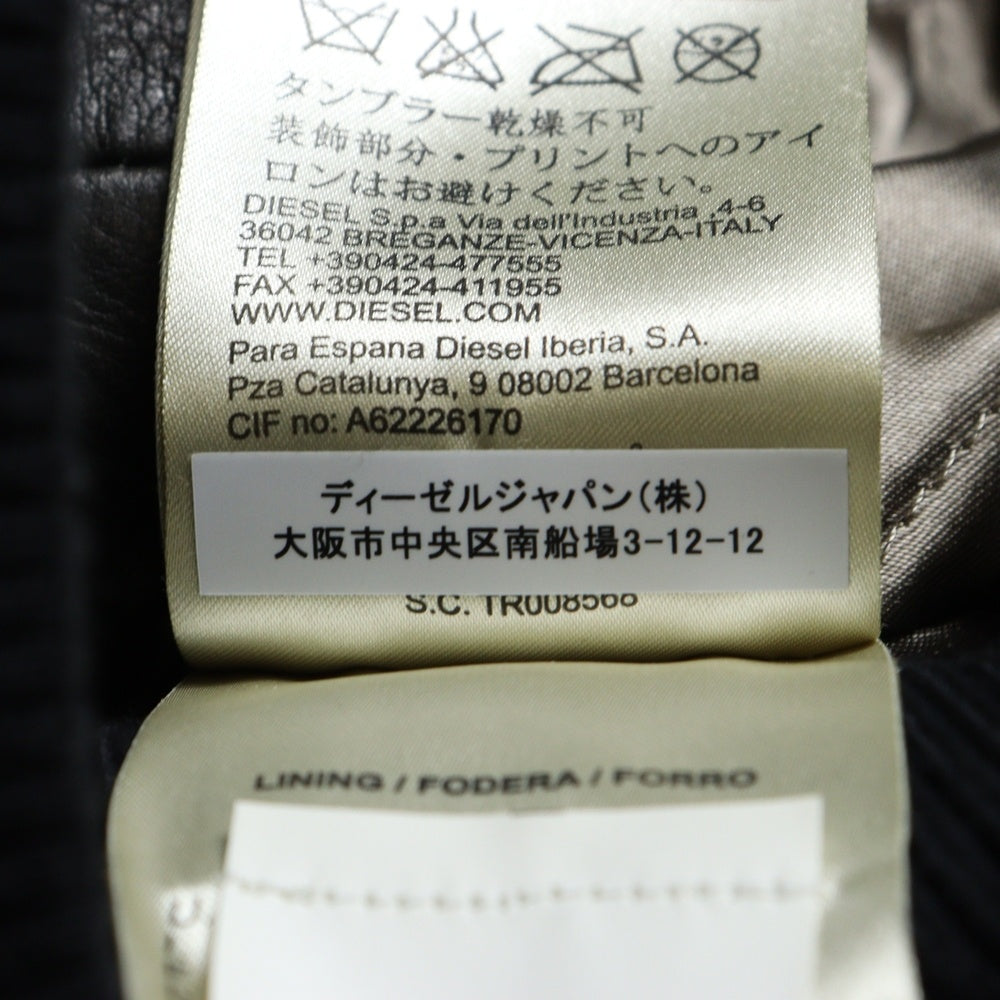 タンブラー乾燥不可
装飾部分・プリントへのアイ
ロンはお避けください。
DIESEL S.p.a Via dell'Industria ,4-6
36042 BREGANZE-VICENZA-ITALY
TEL +390424-477555
FAX +390424-411955
WWW.DIESEL.COM
Para Espana Diesel Iberia, S.A.
Pza Catalunya, 9 08002 Barcelona
CIF no: A62226170
ディーゼルジャパン(株)
大阪市中央区南船場3-12-12
S.C. TR008568
LINING / FODERA / FORRO